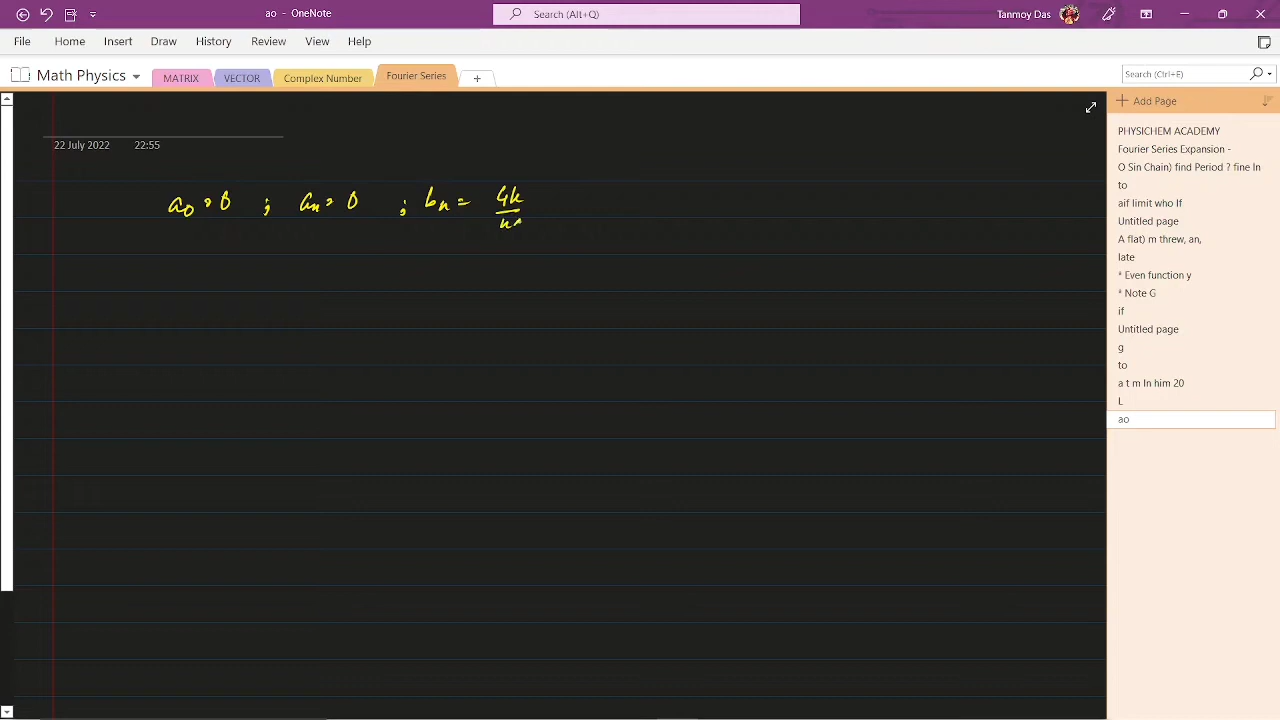 ao - OneNote
Search (Alt+Q)
Tanmoy Das
File Home Insert Draw History Review View Help
Math Physics MATRIX VECTOR Complex Number Fourier Series +
Search (Ctrl+E)
Add Page
22 July 2022 22:55
PHYSICHEM ACADEMY
Fourier Series Expansion -
O Sin Chain) find Period ? fine In
to
aif limit who If
Untitled page
A flat) m threw, an,
late
* Even function y
* Note G
if
Untitled page
g
to
a t m In him 20
L
ao
a₀ = 0 ; aₙ = 0 ; bₙ = 4k
nπ